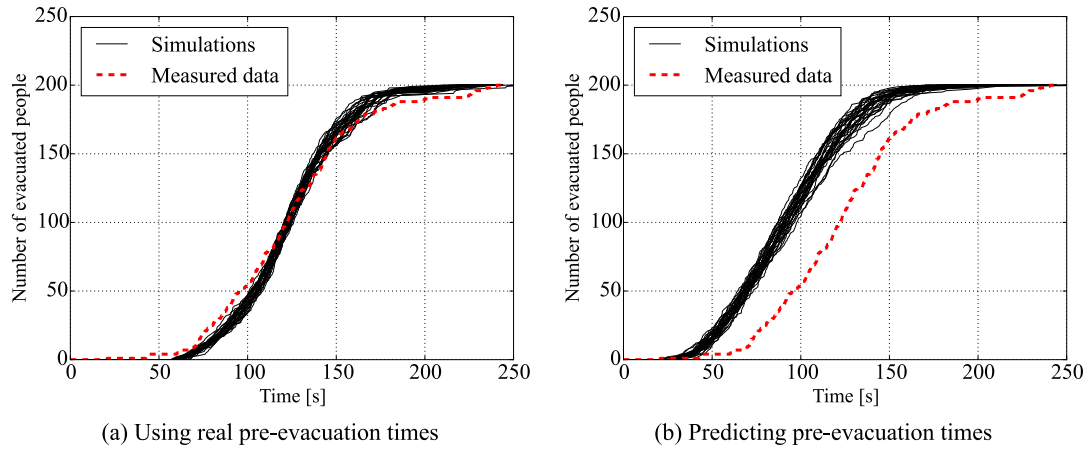 250
200
150
100
50
0
Number of evacuated people
Simulations
Measured data
0
50
100
150
200
250
Time [s]
(a) Using real pre-evacuation times
250
200
150
100
50
0
Number of evacuated people
Simulations
Measured data
0
50
100
150
200
250
Time [s]
(b) Predicting pre-evacuation times